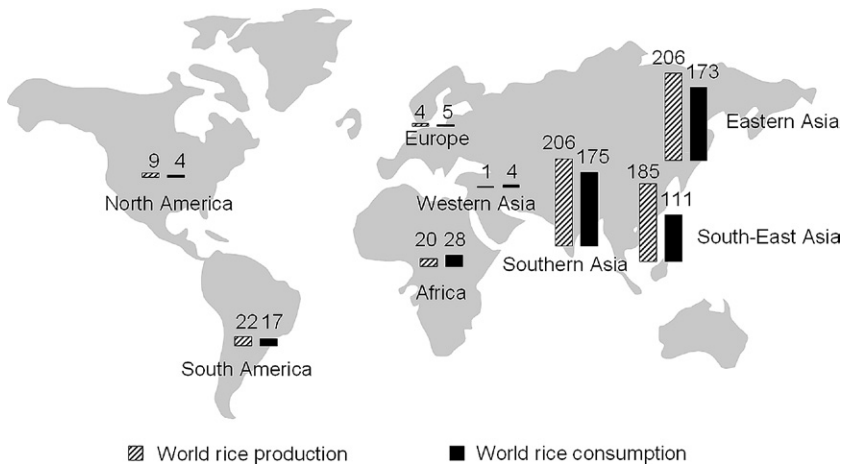 206
173
Eastern Asia
4 5
Europe
206
175
9 4
North America
1 4
Western Asia
185
111
South-East Asia
20 28
Africa
Southern Asia
22 17
South America
World rice production
World rice consumption